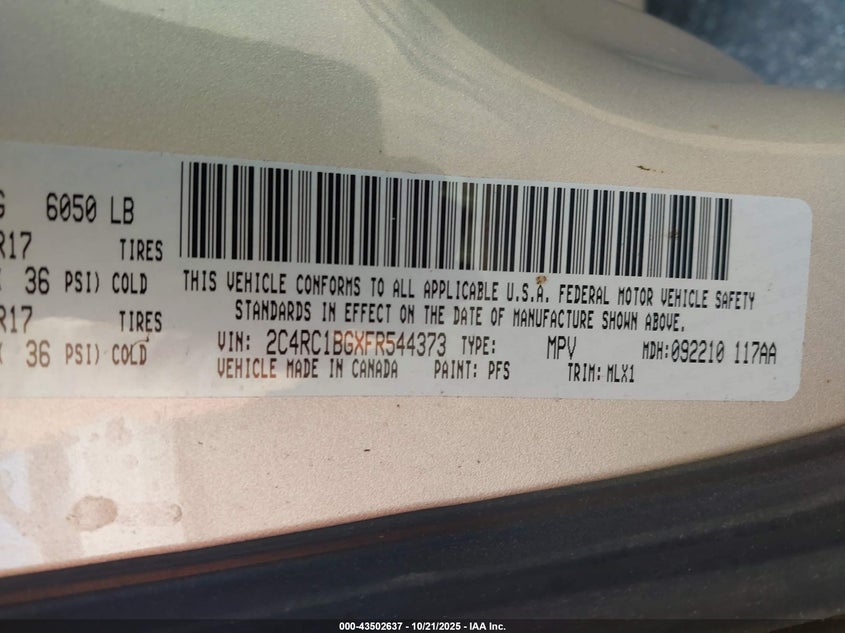 6050 LB
R17 TIRES
36 PSI) COLD
R17 TIRES
36 PSI) COLD
THIS VEHICLE CONFORMS TO ALL APPLICABLE U.S.A. FEDERAL MOTOR VEHICLE SAFETY
STANDARDS IN EFFECT ON THE DATE OF MANUFACTURE SHOWN ABOVE.
VIN: 2C4RC1BGXFR544373 TYPE: MPV MDH:092210 117AA
VEHICLE MADE IN CANADA PAINT: PFS TRIM: MLX1
000-43502637 - 10/21/2025 - IAA Inc.